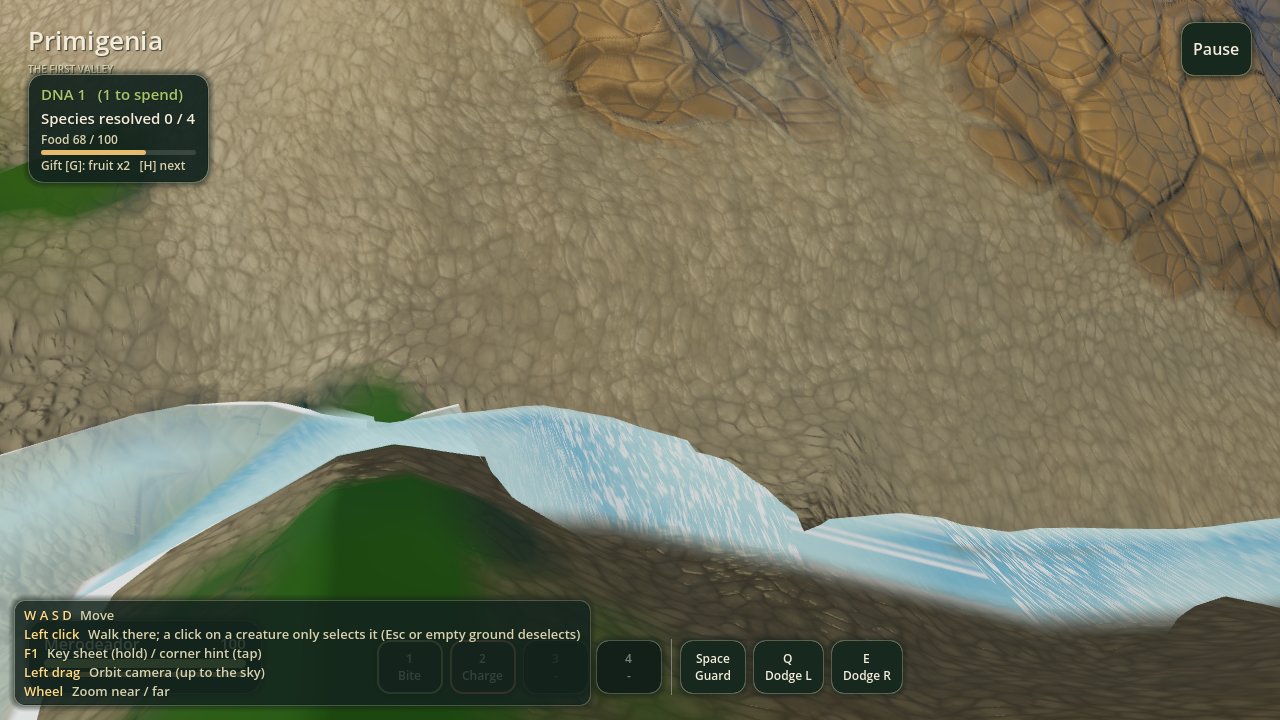 Primigenia
THE FIRST VALLEY
DNA 1 (1 to spend)
Species resolved 0 / 4
Food 68 / 100
Gift [G]: fruit x2 [H] next
Pause
W A S D Move
Left click Walk there; a click on a creature only selects it (Esc or empty ground deselects)
F1 Key sheet (hold) / corner hint (tap)
Left drag Orbit camera (up to the sky)
Wheel Zoom near / far
1
Bite
2
Charge
3
-
4
-
Space
Guard
Q
Dodge L
E
Dodge R